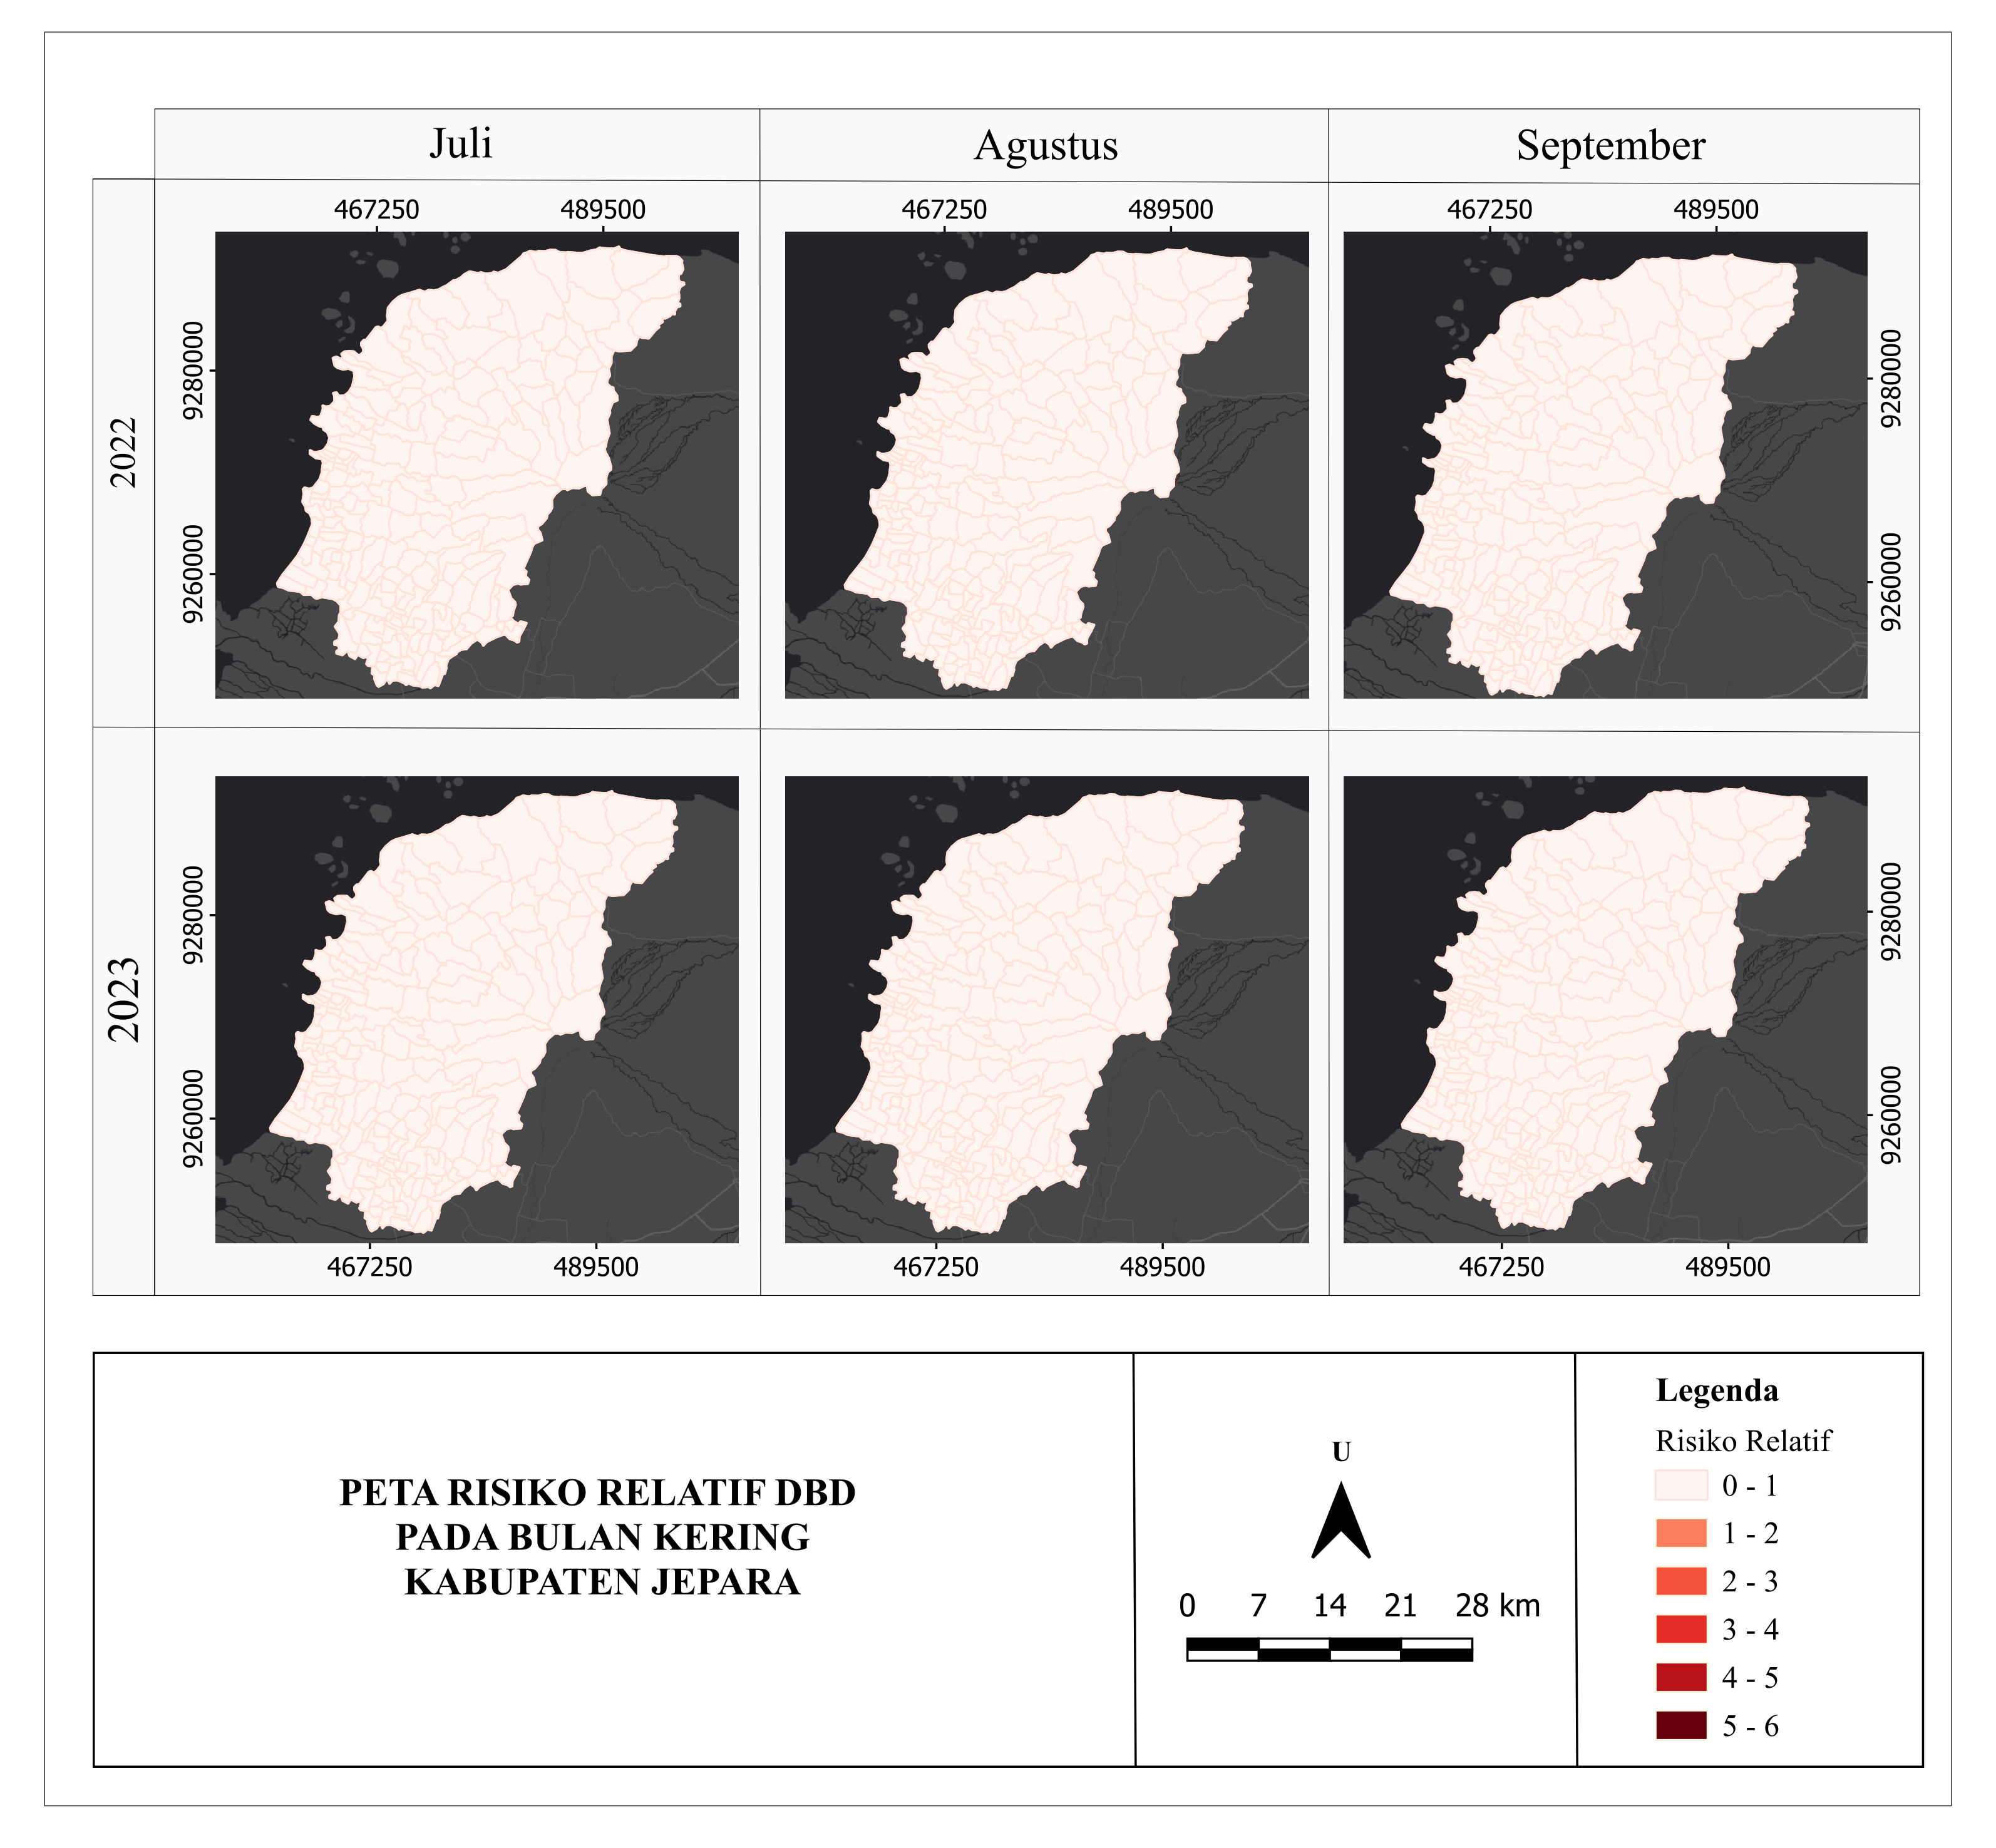 Juli
Agustus
September
2022
467250
489500
467250
489500
467250
489500
9280000
9260000
9280000
9260000
2023
9280000
9260000
9280000
9260000
467250
489500
467250
489500
467250
489500
PETA RISIKO RELATIF DBD
PADA BULAN KERING
KABUPATEN JEPARA
U
0 7 14 21 28 km
Legenda
Risiko Relatif
0 - 1
1 - 2
2 - 3
3 - 4
4 - 5
5 - 6